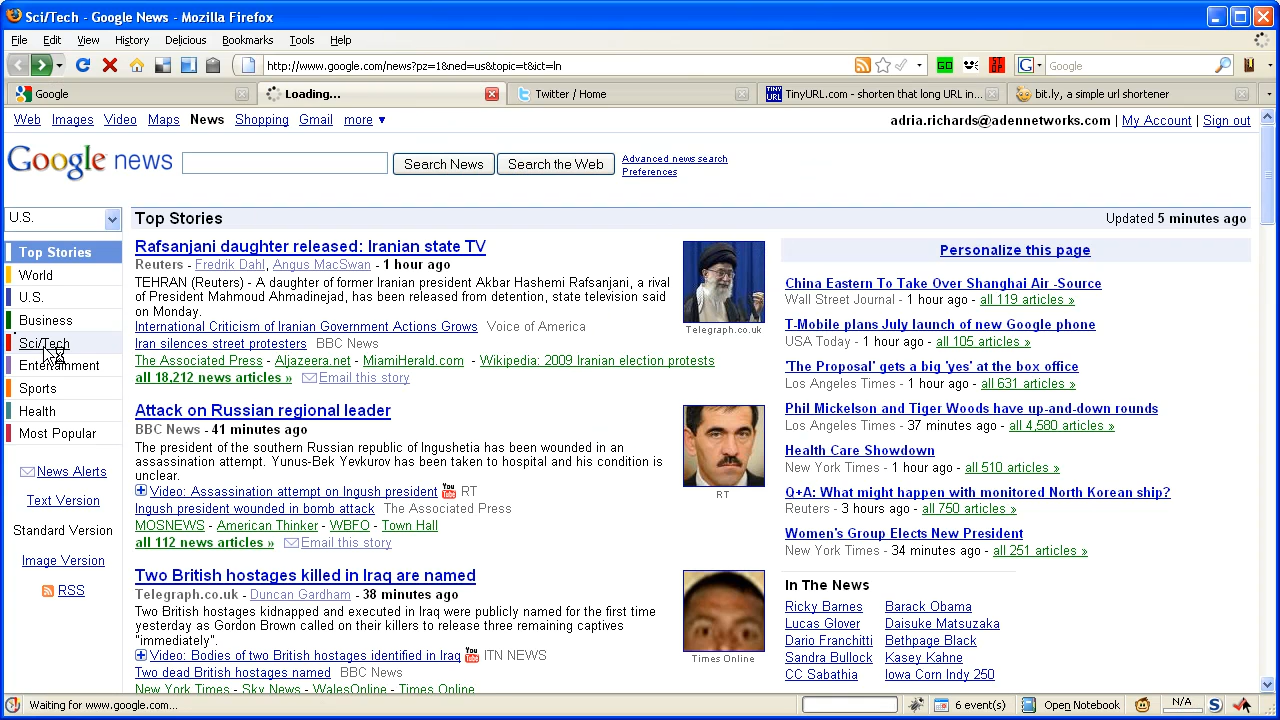 Sci/Tech - Google News - Mozilla Firefox
File Edit View History Delicious Bookmarks Tools Help
http://www.google.com/news?pz=1&ned=us&topic=t&ict=ln
GO
STOP
G
Google
Google
Loading...
Twitter / Home
TINY URL
TinyURL.com - shorten that long URL in...
bit.ly, a simple url shortener
Web Images Video Maps News Shopping Gmail more ▼
adria.richards@adennetworks.com | My Account | Sign out
Google news
Search News
Search the Web
Advanced news search
Preferences
U.S.
Top Stories
Updated 5 minutes ago
Top Stories
World
U.S.
Business
Sci/Tech
Entertainment
Sports
Health
Most Popular
News Alerts
Text Version
Standard Version
Image Version
RSS
Rafsanjani daughter released: Iranian state TV
Reuters - Fredrik Dahl, Angus MacSwan - 1 hour ago
TEHRAN (Reuters) - A daughter of former Iranian president Akbar Hashemi Rafsanjani, a rival
of President Mahmoud Ahmadinejad, has been released from detention, state television said
on Monday.
International Criticism of Iranian Government Actions Grows Voice of America
Iran silences street protesters BBC News
The Associated Press - Aljazeera.net - MiamiHerald.com - Wikipedia: 2009 Iranian election protests
all 18,212 news articles » Email this story
Telegraph.co.uk
Attack on Russian regional leader
BBC News - 41 minutes ago
The president of the southern Russian republic of Ingushetia has been wounded in an
assassination attempt. Yunus-Bek Yevkurov has been taken to hospital and his condition is
unclear.
Video: Assassination attempt on Ingush president You Tube RT
Ingush president wounded in bomb attack The Associated Press
MOSNEWS - American Thinker - WBFO - Town Hall
all 112 news articles » Email this story
RT
Two British hostages killed in Iraq are named
Telegraph.co.uk - Duncan Gardham - 38 minutes ago
Two British hostages kidnapped and executed in Iraq were publicly named for the first time
yesterday as Gordon Brown called on their killers to release three remaining captives
"immediately".
Video: Bodies of two British hostages identified in Iraq You Tube ITN NEWS
Two dead British hostages named BBC News
New York Times - Sky News - WalesOnline - Times Online
Times Online
Personalize this page
China Eastern To Take Over Shanghai Air -Source
Wall Street Journal - 1 hour ago - all 119 articles »
T-Mobile plans July launch of new Google phone
USA Today - 1 hour ago - all 105 articles »
'The Proposal' gets a big 'yes' at the box office
Los Angeles Times - 1 hour ago - all 631 articles »
Phil Mickelson and Tiger Woods have up-and-down rounds
Los Angeles Times - 37 minutes ago - all 4,580 articles »
Health Care Showdown
New York Times - 1 hour ago - all 510 articles »
Q+A: What might happen with monitored North Korean ship?
Reuters - 3 hours ago - all 750 articles »
Women's Group Elects New President
New York Times - 34 minutes ago - all 251 articles »
In The News
Ricky Barnes Barack Obama
Lucas Glover Daisuke Matsuzaka
Dario Franchitti Bethpage Black
Sandra Bullock Kasey Kahne
CC Sabathia Iowa Corn Indy 250
Waiting for www.google.com...
6 event(s)
Open Notebook
N/A
S